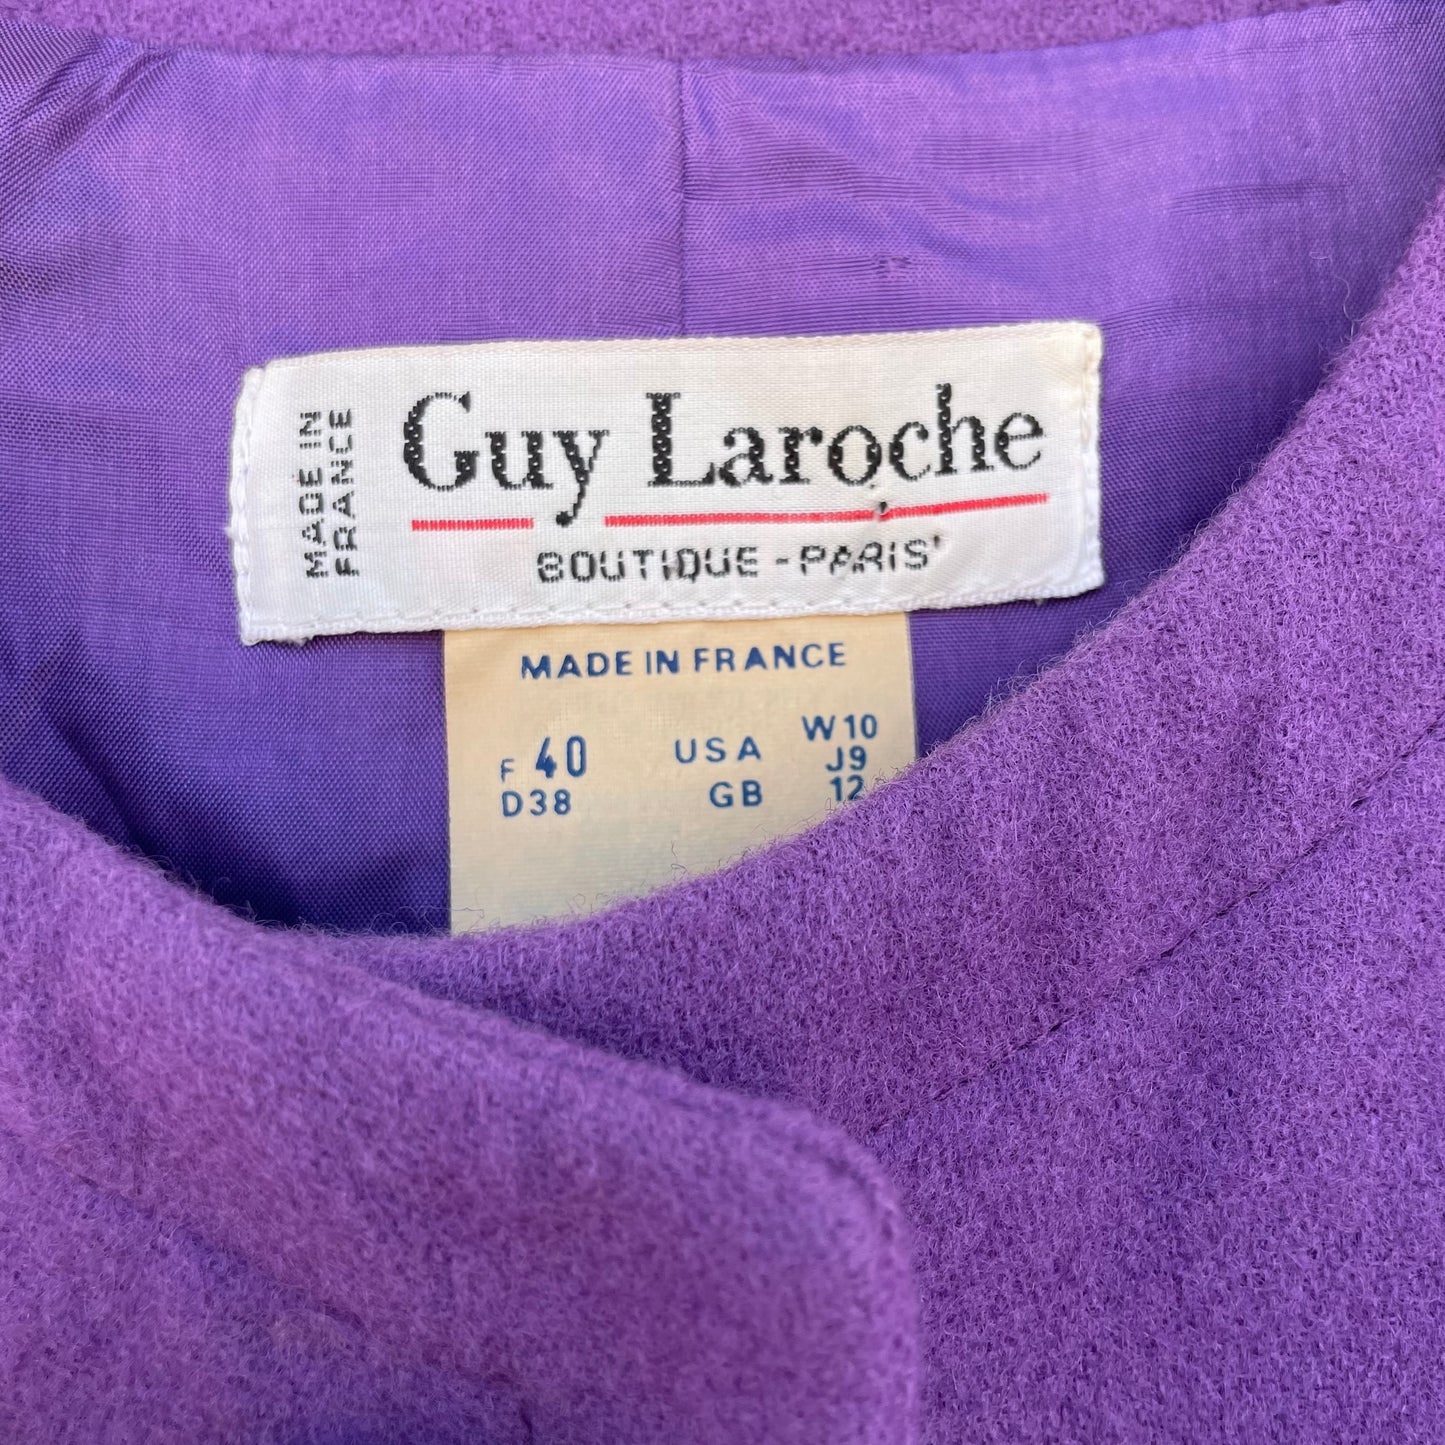 MADE IN
FRANCE
Guy Laroche
BOUTIQUE - PARIS
MADE IN FRANCE
F 40 USA W10
J9
D38 GB 12